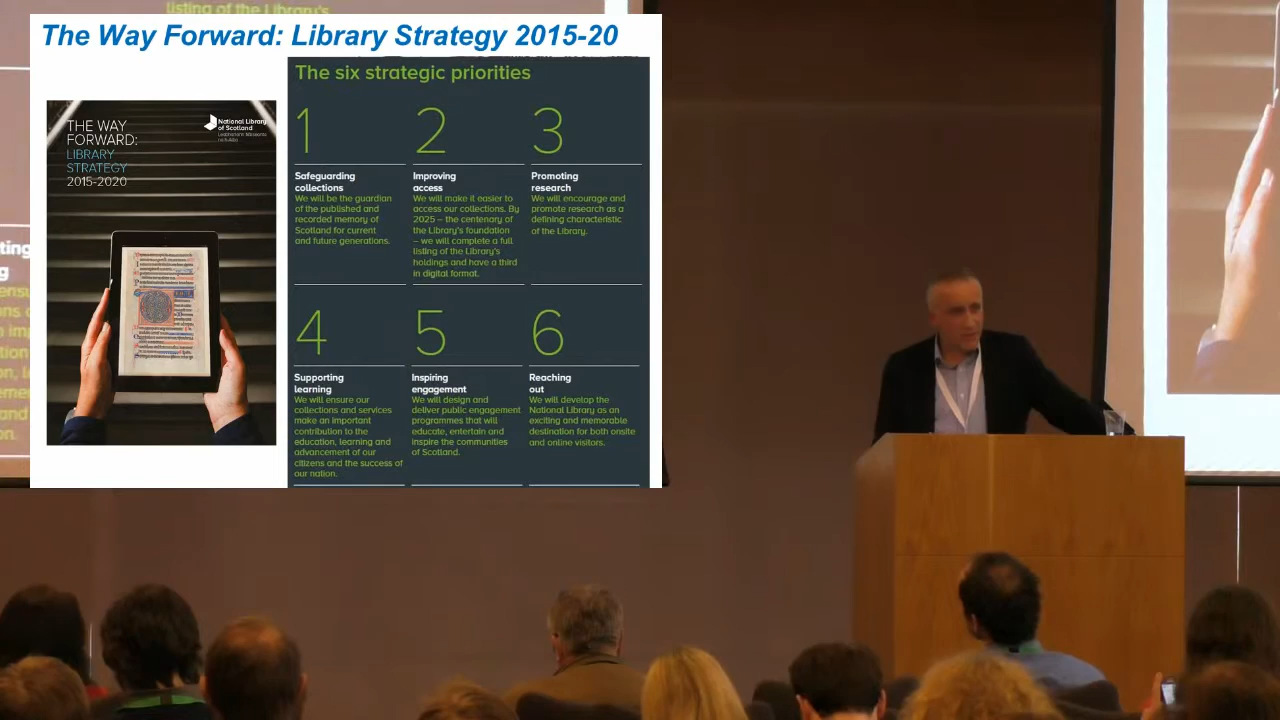 listing of the Library's
The Way Forward: Library Strategy 2015-20
THE WAY
FORWARD:
LIBRARY
STRATEGY
2015-2020
National Library
of Scotland
The six strategic priorities
1
Safeguarding
collections
We will be the guardian
of the published and
recorded memory of
Scotland for current
and future generations.
2
Improving
access
We will make it easier to
access our collections. By
2025 – the centenary of
the Library's foundation
– we will complete a full
listing of the Library's
holdings and have a third
in digital format.
3
Promoting
research
We will encourage and
promote research as a
defining characteristic
of the Library.
4
Supporting
learning
We will ensure our
collections and services
make an important
contribution to the
education, learning and
advancement of our
citizens and the success of
our nation.
5
Inspiring
engagement
We will design and
deliver public engagement
programmes that will
educate, entertain and
inspire the communities
of Scotland.
6
Reaching
out
We will develop the
National Library as an
exciting and memorable
destination for both onsite
and online visitors.